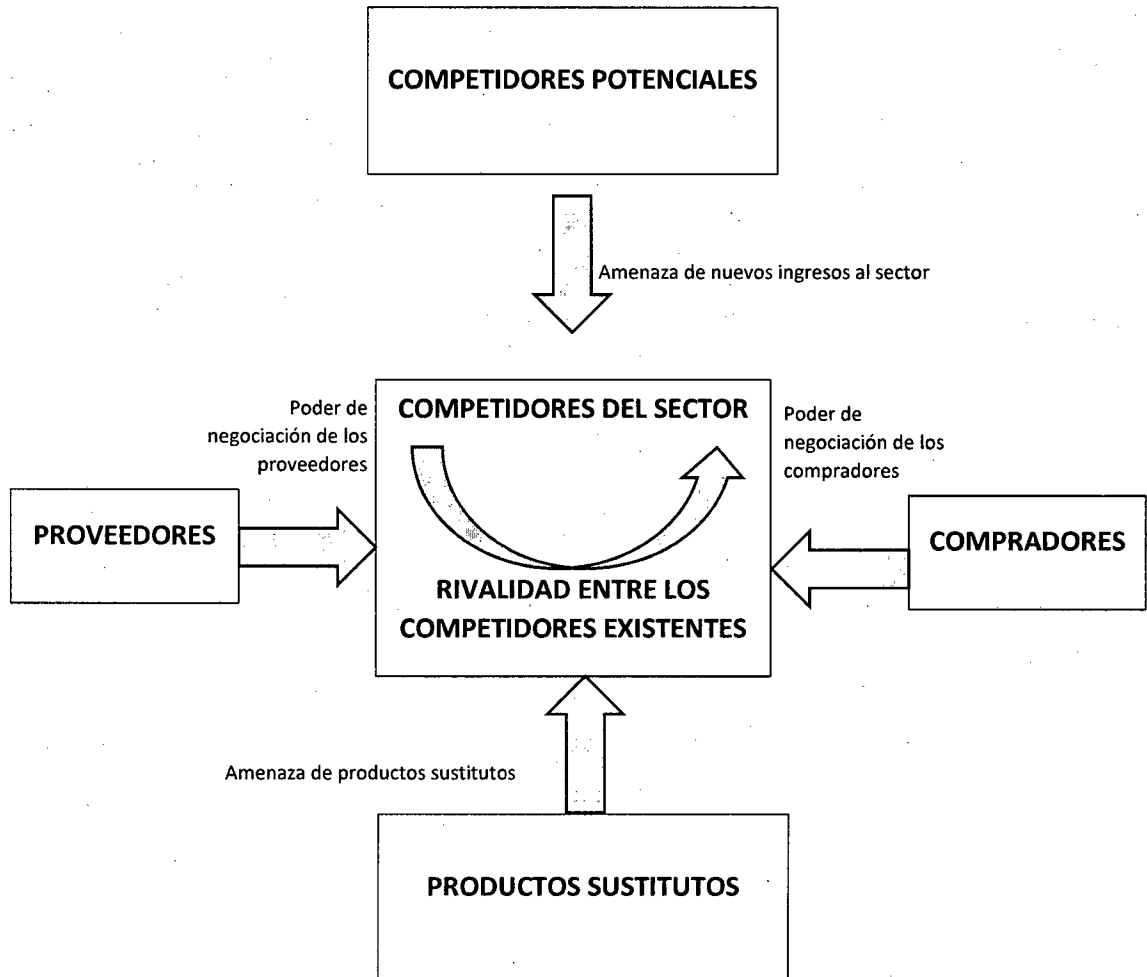 COMPETIDORES POTENCIALES
Amenaza de nuevos ingresos al sector
Poder de
negociación de los
proveedores
COMPETIDORES DEL SECTOR
Poder de
negociación de los
compradores
PROVEEDORES
COMPRADORES
RIVALIDAD ENTRE LOS
COMPETIDORES EXISTENTES
Amenaza de productos sustitutos
PRODUCTOS SUSTITUTOS